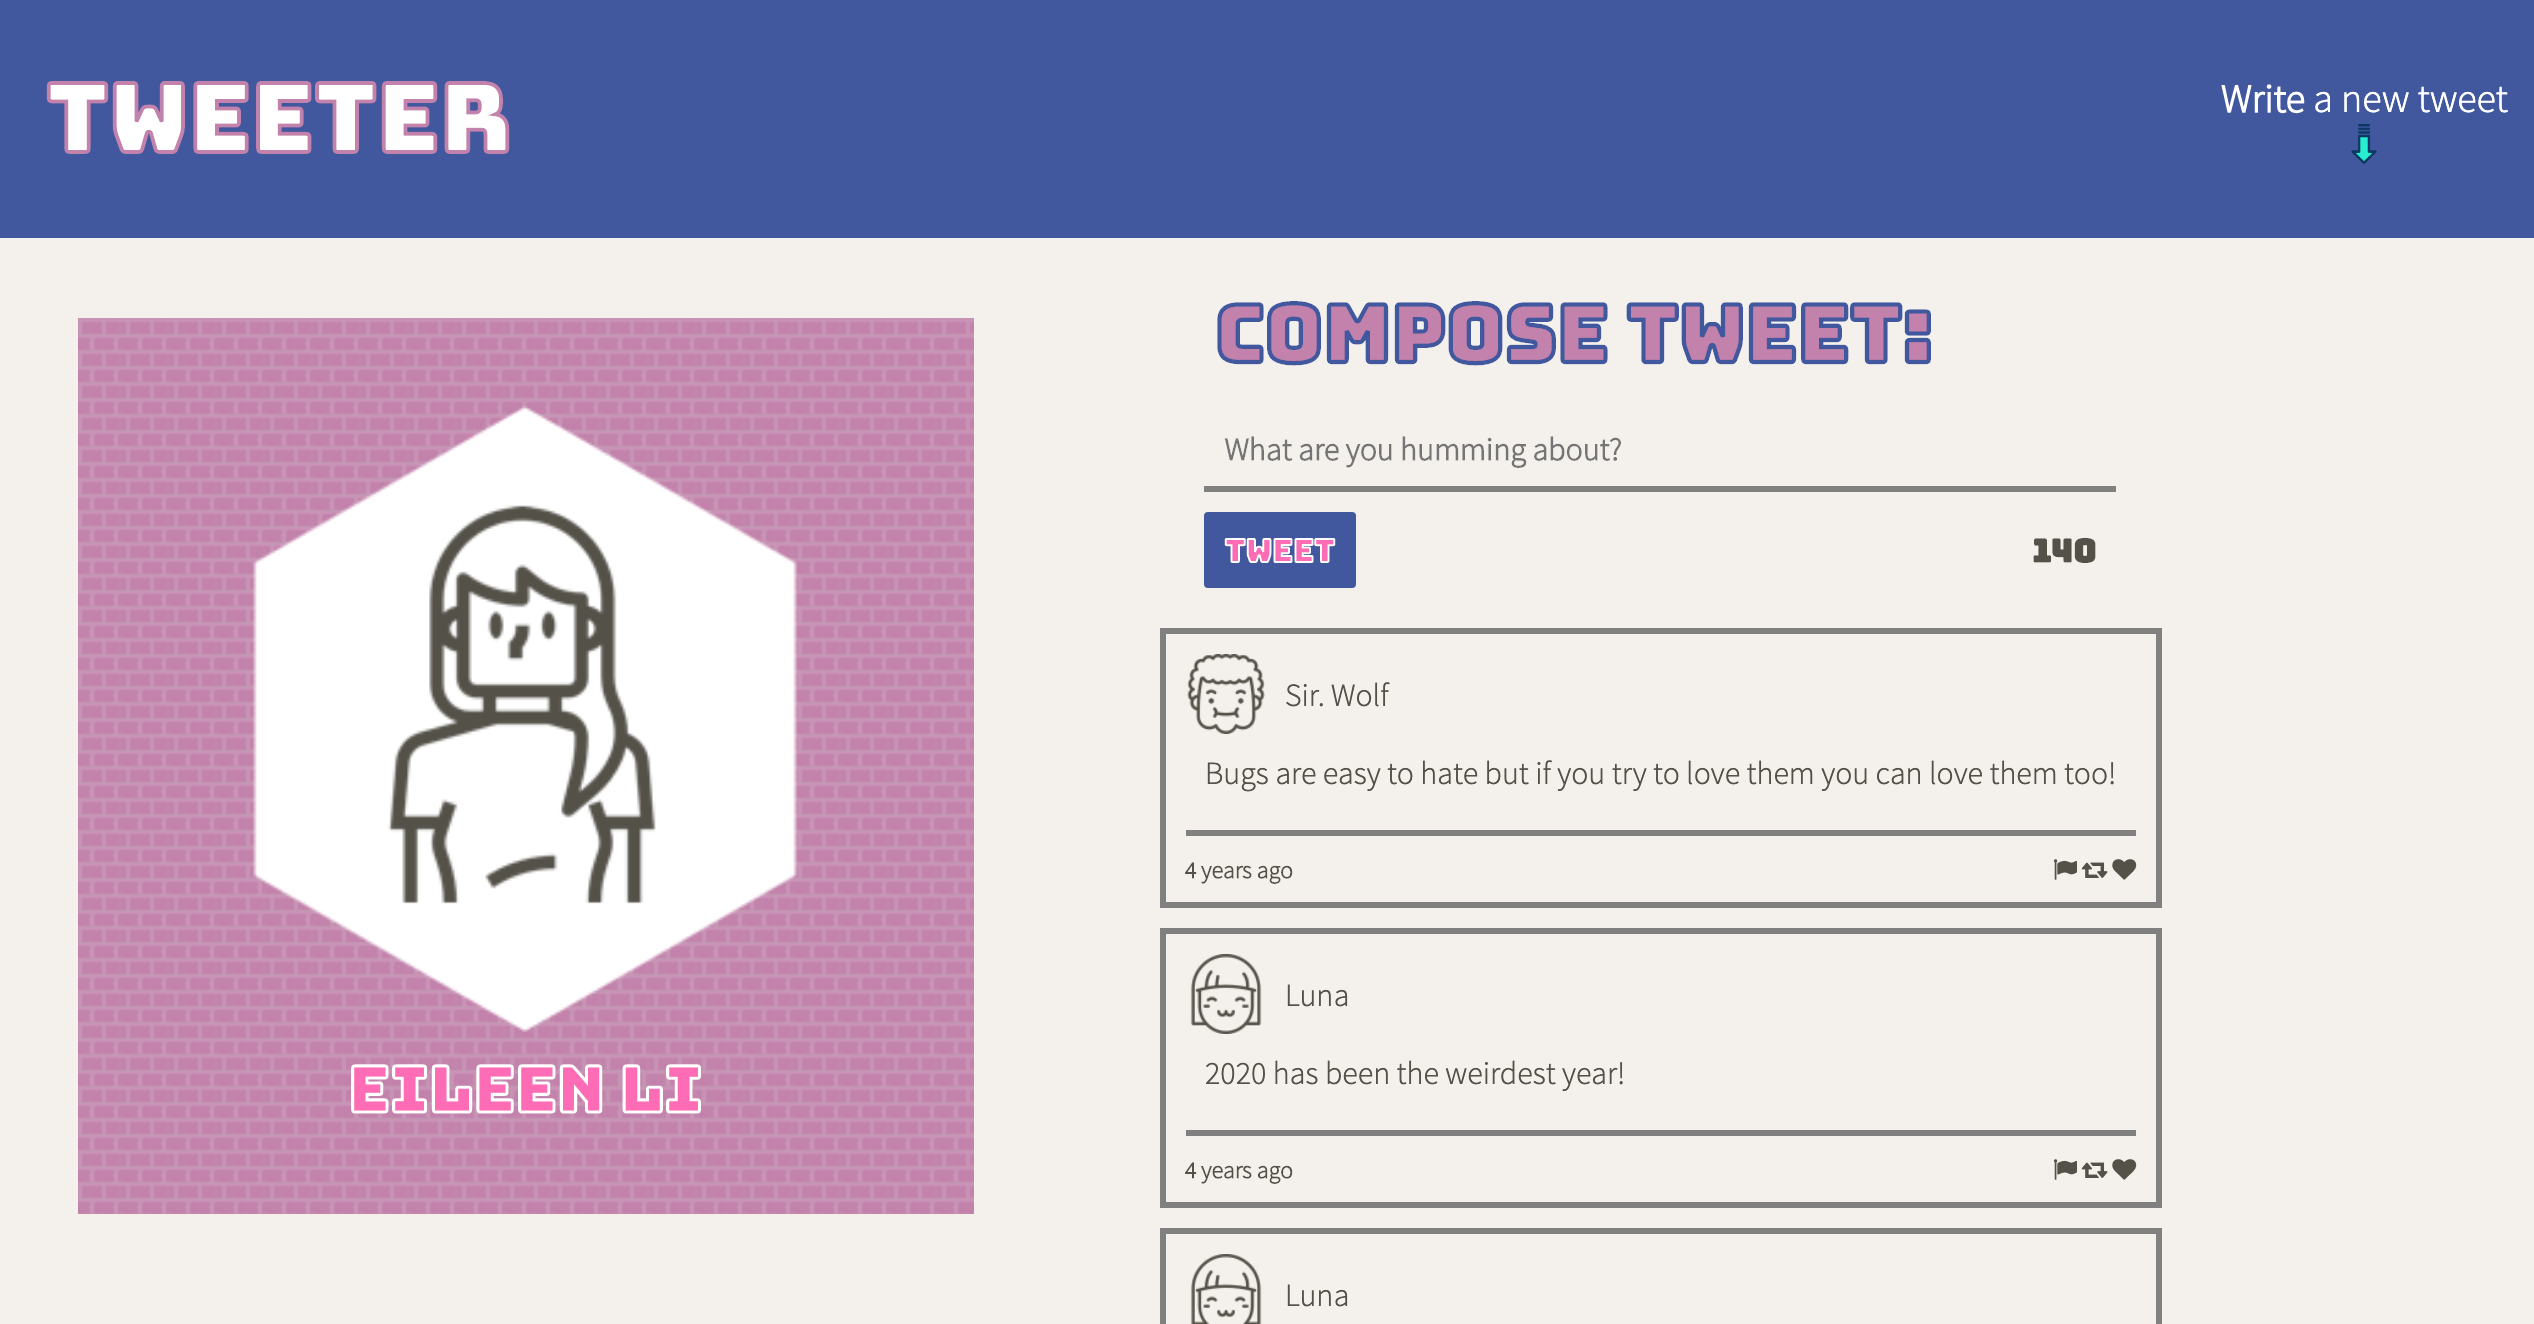 TWEETER
Write a new tweet
EILEEN LI
COMPOSE TWEET:
What are you humming about?
TWEET
140
Sir. Wolf
Bugs are easy to hate but if you try to love them you can love them too!
4 years ago
Luna
2020 has been the weirdest year!
4 years ago
Luna